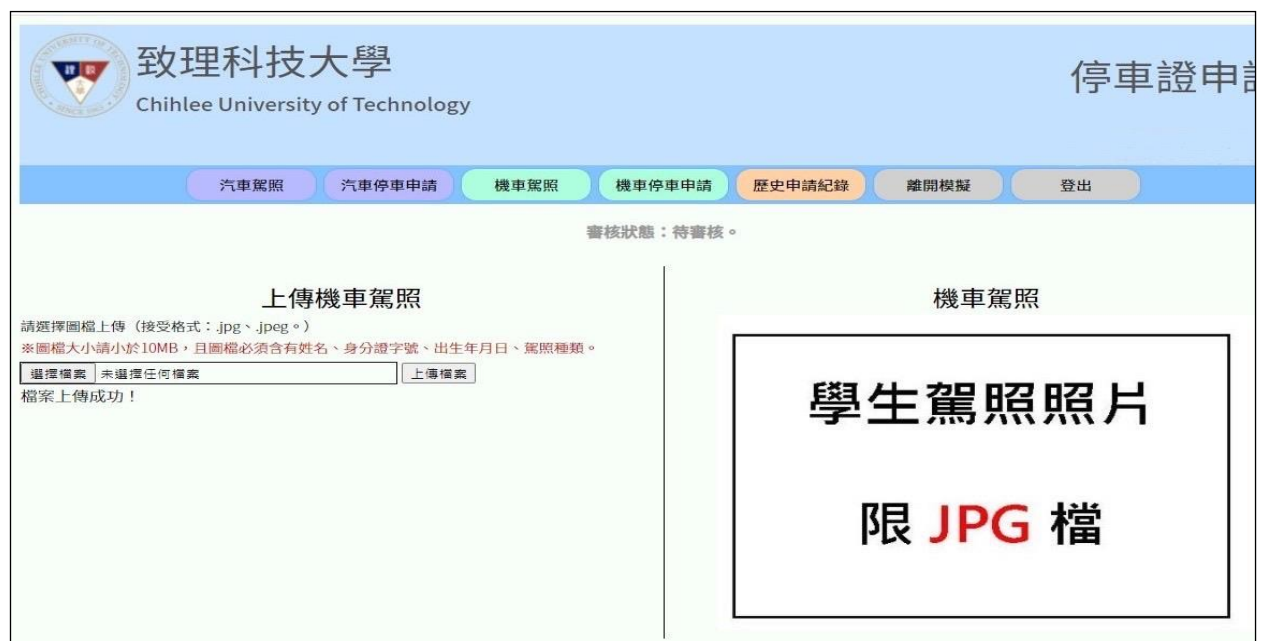 致理科技大學
Chihlee University of Technology
停車證申
汽車駕照
汽車停車申請
機車駕照
機車停車申請
歷史申請紀錄
離開模擬
登出
審核狀態：待審核。
上傳機車駕照
請選擇圖檔上傳（接受格式：.jpg、.jpeg。）
※圖檔大小請小於10MB，且圖檔必須含有姓名、身分證字號、出生年月日、駕照種類。
選擇檔案 未選擇任何檔案 上傳檔案
檔案上傳成功！
機車駕照
學生駕照照片
限 JPG 檔